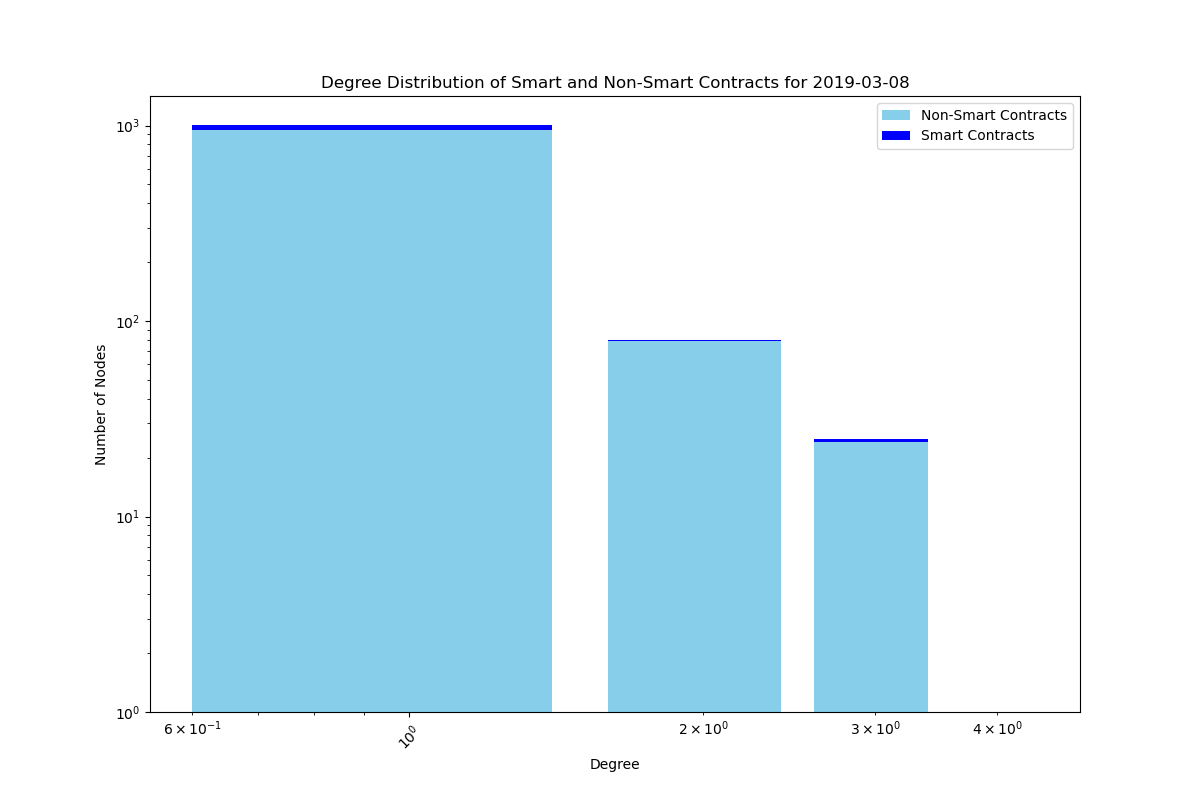 Degree Distribution of Smart and Non-Smart Contracts for 2019-03-08
Non-Smart Contracts
Smart Contracts
Number of Nodes
10³
10²
10¹
10⁰
6 × 10⁻¹
10⁰
2 × 10⁰
3 × 10⁰
4 × 10⁰
Degree